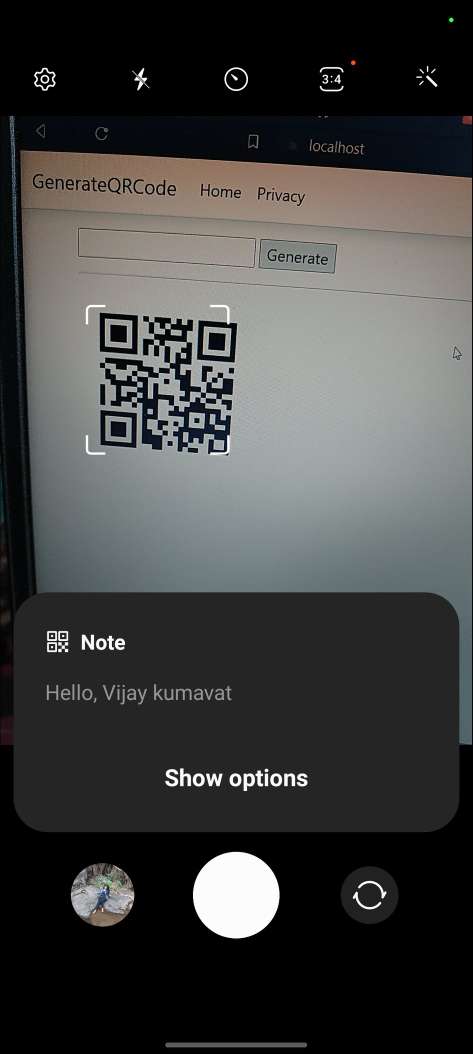 3:4
localhost
GenerateQRCode Home Privacy
Generate
Note
Hello, Vijay kumavat
Show options